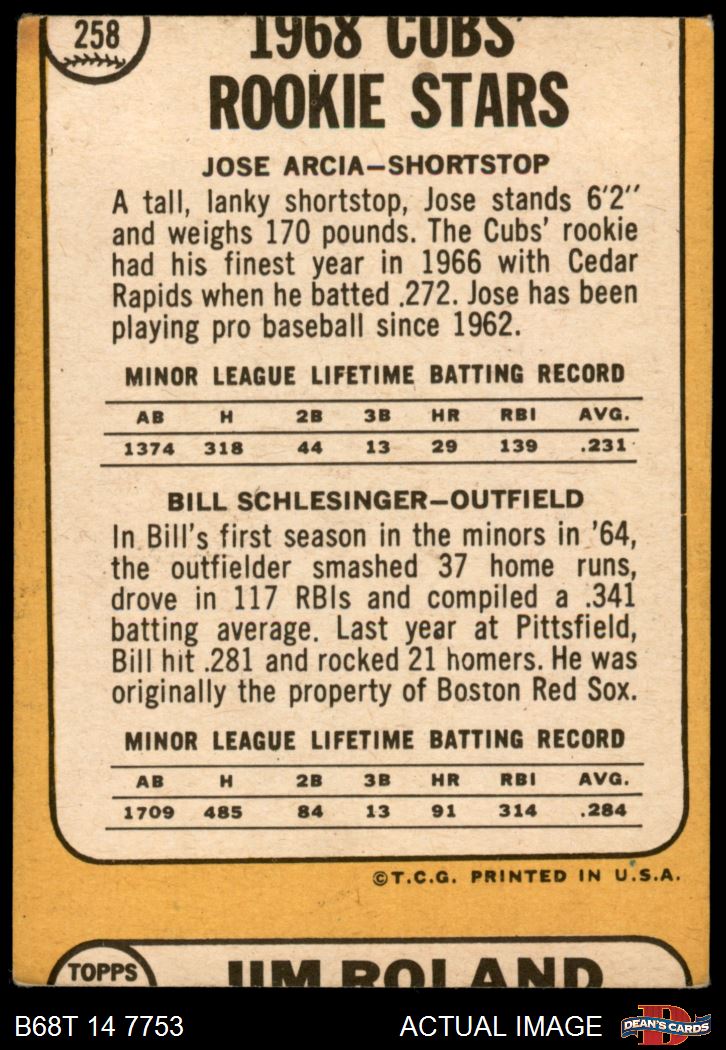 258
1968 CUBS'
ROOKIE STARS
JOSE ARCIA—SHORTSTOP
A tall, lanky shortstop, Jose stands 6'2"
and weighs 170 pounds. The Cubs' rookie
had his finest year in 1966 with Cedar
Rapids when he batted .272. Jose has been
playing pro baseball since 1962.
MINOR LEAGUE LIFETIME BATTING RECORD
AB H 2B 3B HR RBI AVG.
1374 318 44 13 29 139 .231
BILL SCHLESINGER—OUTFIELD
In Bill's first season in the minors in '64,
the outfielder smashed 37 home runs,
drove in 117 RBIs and compiled a .341
batting average. Last year at Pittsfield,
Bill hit .281 and rocked 21 homers. He was
originally the property of Boston Red Sox.
MINOR LEAGUE LIFETIME BATTING RECORD
AB H 2B 3B HR RBI AVG.
1709 485 84 13 91 314 .284
©T.C.G. PRINTED IN U.S.A.
TOPPS
JIM ROLAND
B68T 14 7753
ACTUAL IMAGE
D
DEAN'S CARDS